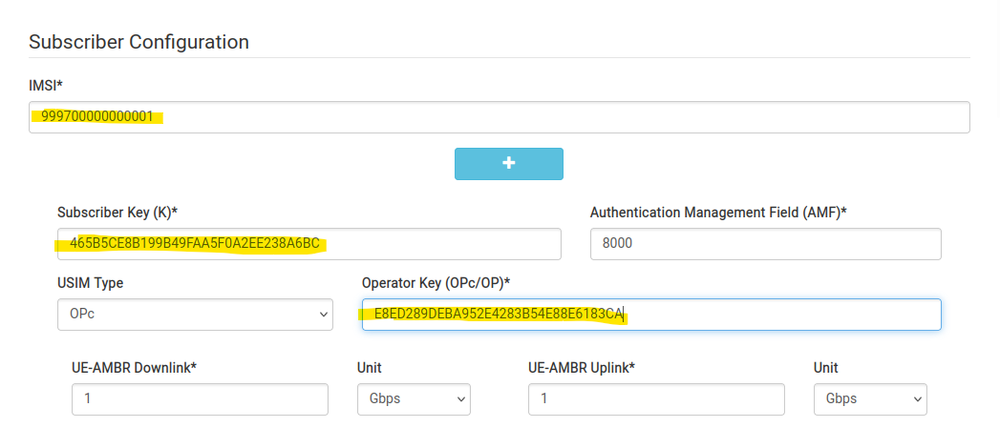 Subscriber Configuration
IMSI*
999700000000001
+
Subscriber Key (K)*
Authentication Management Field (AMF)*
465B5CE8B199B49FAA5F0A2EE238A6BC
8000
USIM Type
Operator Key (OPc/OP)*
OPc
E8ED289DEBA952E4283B54E88E6183CA
UE-AMBR Downlink*
Unit
UE-AMBR Uplink*
Unit
1
Gbps
1
Gbps